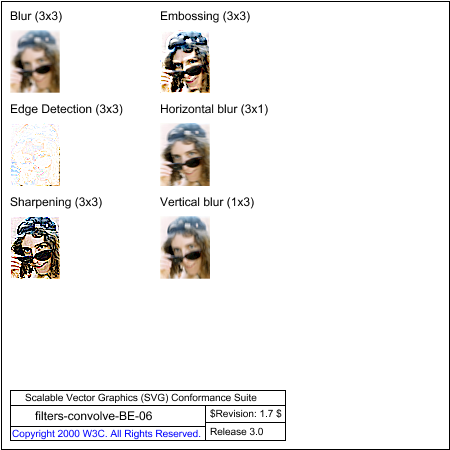 Blur (3x3)
Embossing (3x3)
Edge Detection (3x3)
Horizontal blur (3x1)
Sharpening (3x3)
Vertical blur (1x3)
Scalable Vector Graphics (SVG) Conformance Suite
filters-convolve-BE-06
$Revision: 1.7 $
Copyright 2000 W3C. All Rights Reserved.
Release 3.0